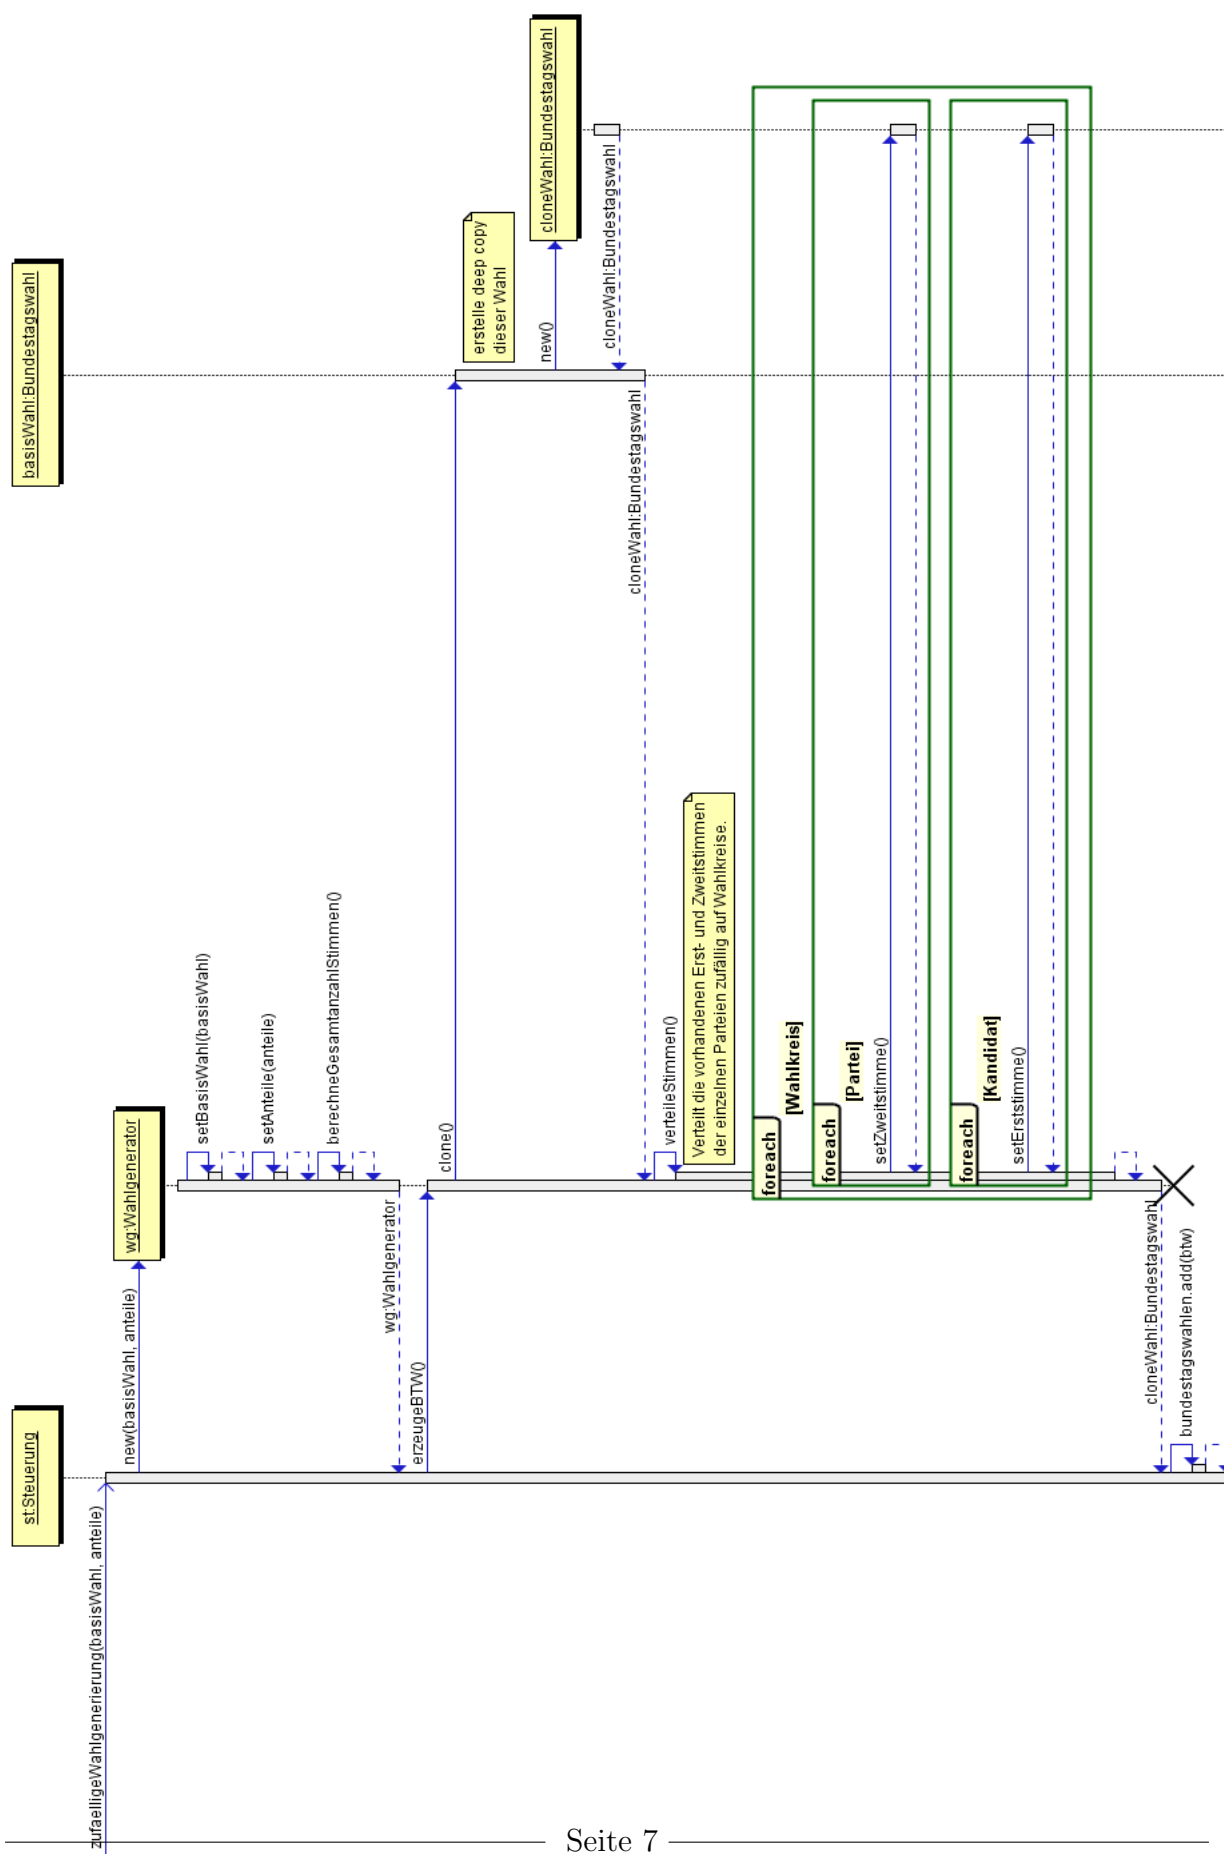 st:Steuerung
basisWahl:Bundestagswahl
zufaelligeWahlgenerierung(basisWahl, anteile)
new(basisWahl, anteile)
wg:Wahlgenerator
setBasisWahl(basisWahl)
setAnteile(anteile)
berechneGesamtanzahlStimmen()
wg:Wahlgenerator
erzeugeBTW()
clone()
erstelle deep copy
dieser Wahl
new()
cloneWahl:Bundestagswahl
cloneWahl:Bundestagswahl
cloneWahl:Bundestagswahl
verteileStimmen()
Verteilt die vorhandenen Erst- und Zweitstimmen
der einzelnen Parteien zufällig auf Wahlkreise.
foreach
[Wahlkreis]
foreach
[Partei]
setZweitstimme()
foreach
[Kandidat]
setErststimme()
cloneWahl:Bundestagswahl
bundestagswahlen.add(btw)
Seite 7